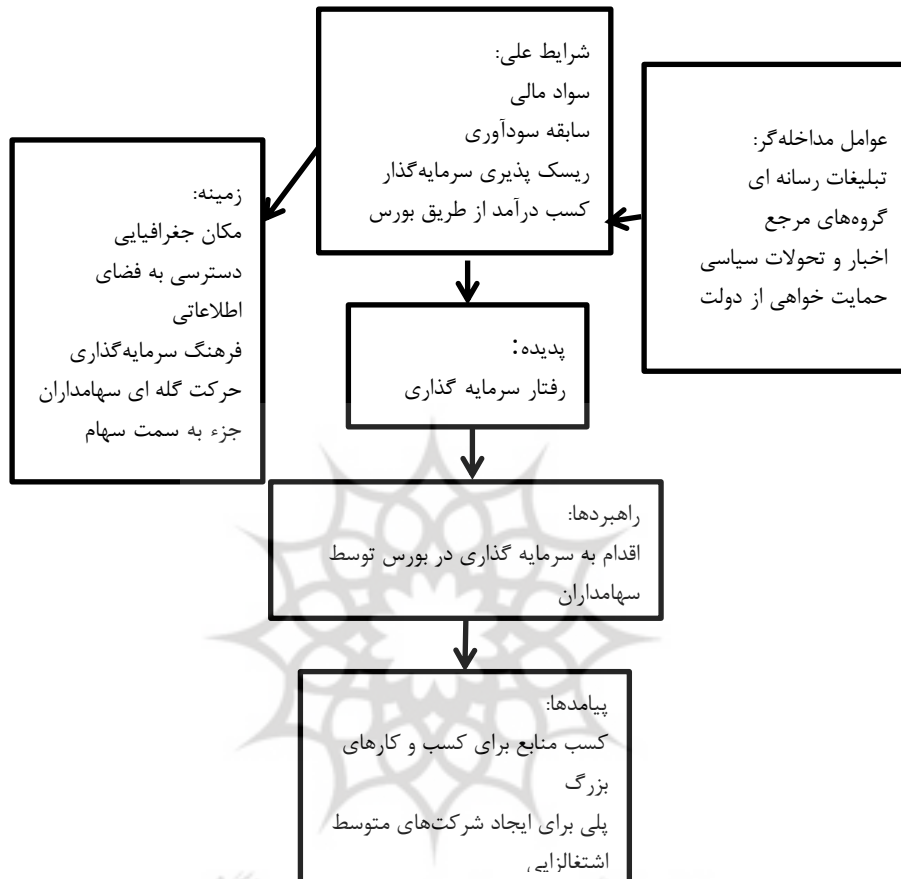 شرایط علی:
سواد مالی
سابقه سودآوری
ریسک پذیری سرمایه‌گذار
کسب درآمد از طریق بورس
عوامل مداخله‌گر:
تبلیغات رسانه ای
گروه‌های مرجع
اخبار و تحولات سیاسی
حمایت خواهی از دولت
زمینه:
مکان جغرافیایی
دسترسی به فضای
اطلاعاتی
فرهنگ سرمایه‌گذاری
حرکت گله ای سهامداران
جزء به سمت سهام
پدیده:
رفتار سرمایه گذاری
راهبردها:
اقدام به سرمایه گذاری در بورس توسط
سهامداران
پیامدها:
کسب منابع برای کسب و کارهای
بزرگ
پلی برای ایجاد شرکت‌های متوسط
اشتغالزایی